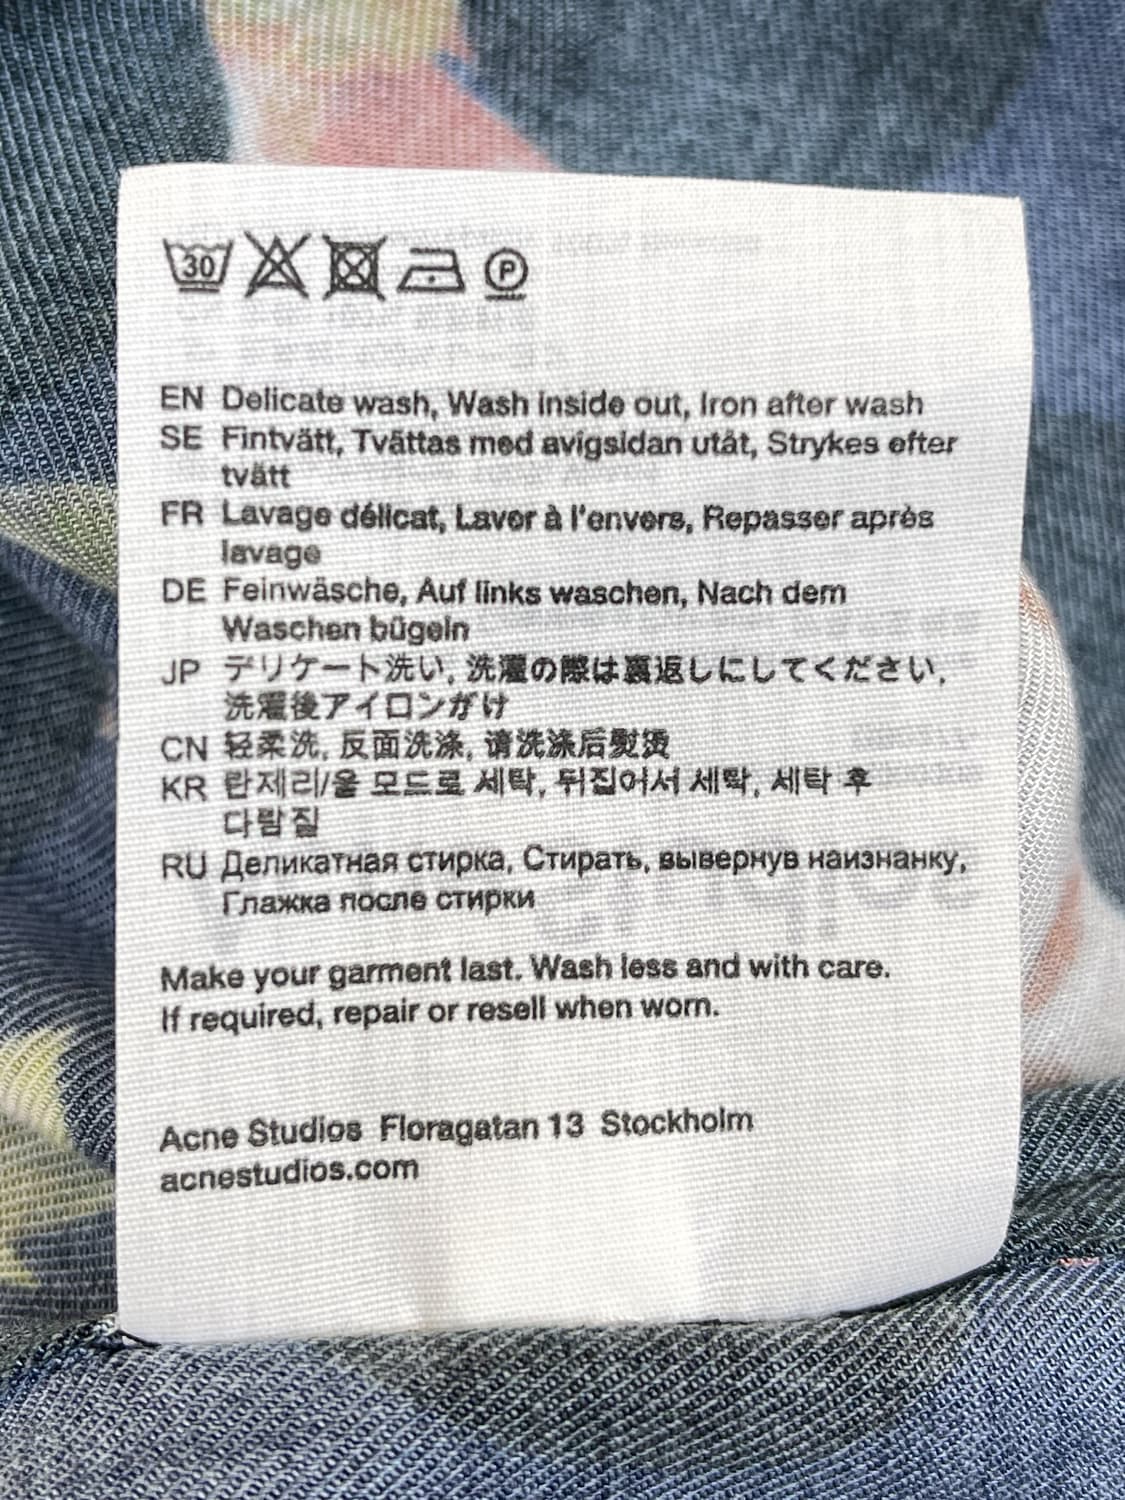 30 P
EN Delicate wash, Wash inside out, Iron after wash
SE Fintvätt, Tvättas med avigsidan utåt, Strykes efter
tvätt
FR Lavage délicat, Laver à l'envers, Repasser après
lavage
DE Feinwäsche, Auf links waschen, Nach dem
Waschen bügeln
JP デリケート洗い, 洗濯の際は裏返しにしてください,
洗濯後アイロンがけ
CN 轻柔洗, 反面洗涤, 请洗涤后熨烫
KR 란제리/울 모드로 세탁, 뒤집어서 세탁, 세탁 후
다림질
RU Деликатная стирка, Стирать, вывернув наизнанку,
Глажка после стирки
Make your garment last. Wash less and with care.
If required, repair or resell when worn.
Acne Studios Floragatan 13 Stockholm
acnestudios.com